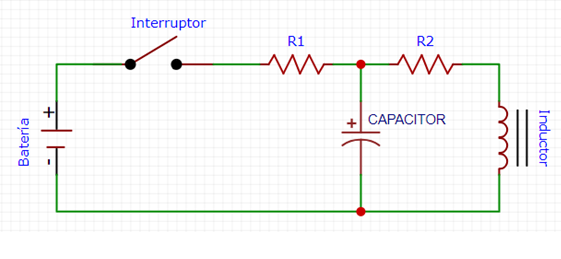 Interruptor
R1
R2
+
Batería
-
+
CAPACITOR
Inductor